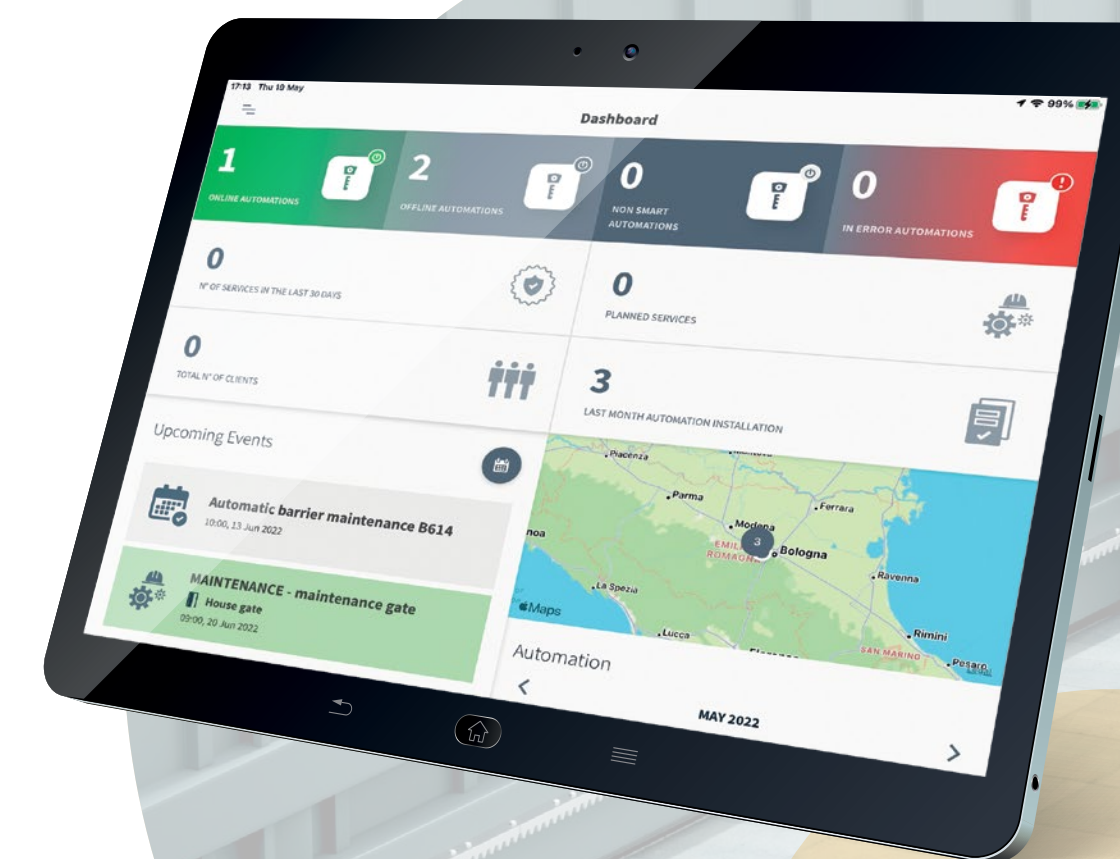 17:13 Thu 19 May
99%
Dashboard
1
ONLINE AUTOMATIONS
2
OFFLINE AUTOMATIONS
0
NON SMART
AUTOMATIONS
0
IN ERROR AUTOMATIONS
0
N° OF SERVICES IN THE LAST 30 DAYS
0
PLANNED SERVICES
0
TOTAL N° OF CLIENTS
3
LAST MONTH AUTOMATION INSTALLATION
Upcoming Events
Automatic barrier maintenance B614
10:00, 13 Jun 2022
MAINTENANCE - maintenance gate
House gate
09:00, 20 Jun 2022
Piacenza
Parma
Ferrara
Modena
3
Bologna
Ravenna
La Spezia
Maps
Lucca
Rimini
SAN MARINO
Pesaro
Automation
MAY 2022